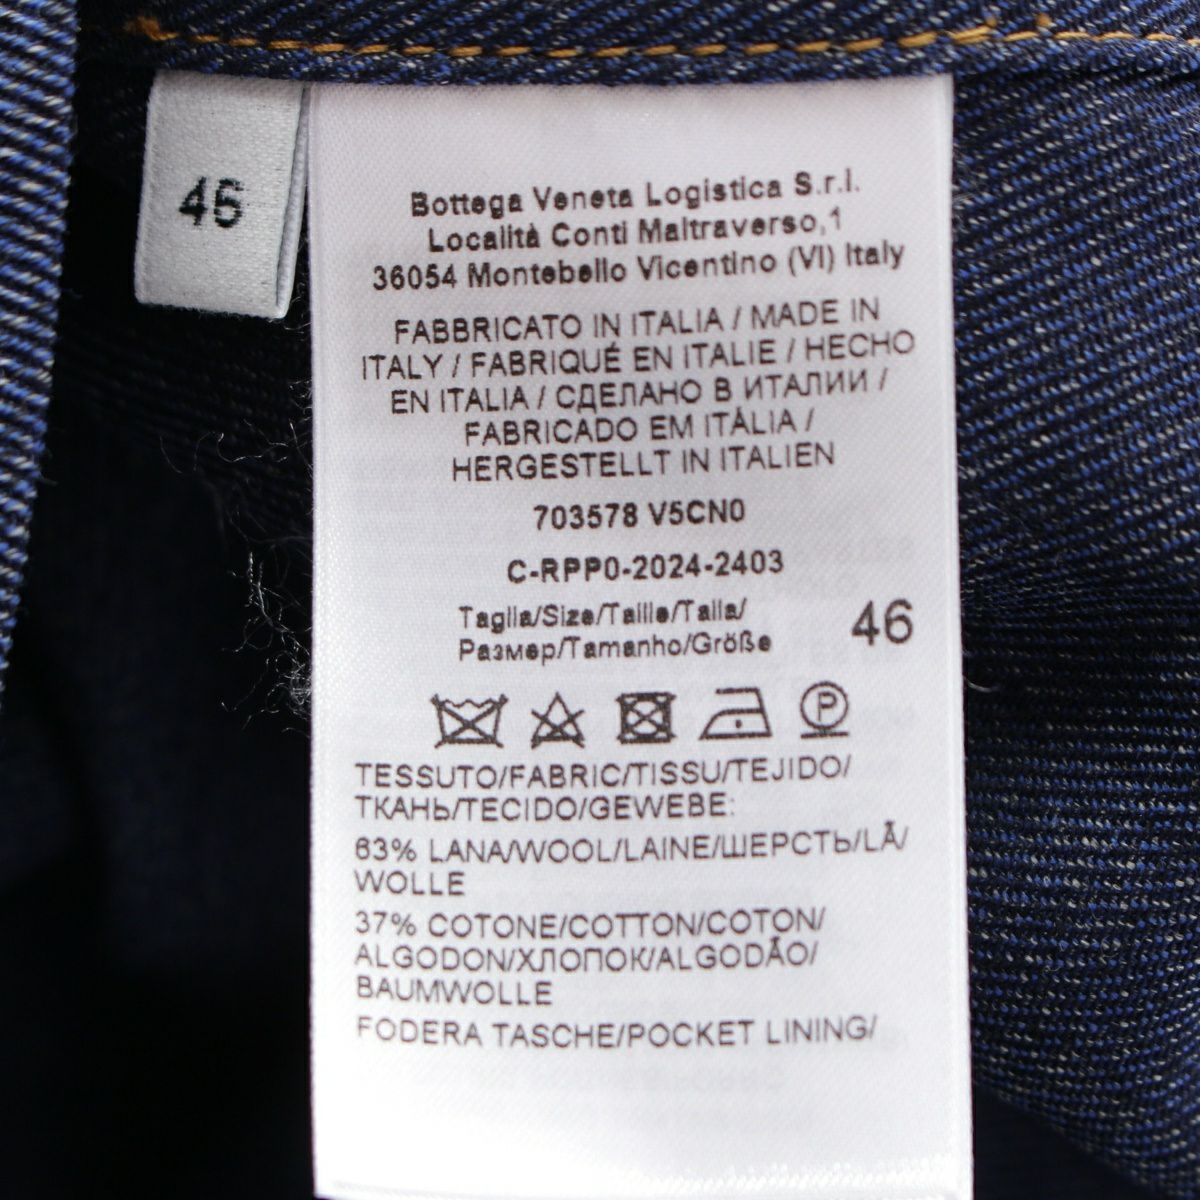 46
Bottega Veneta Logistica S.r.l.
Località Conti Maltraverso,1
36054 Montebello Vicentino (VI) Italy
FABBRICATO IN ITALIA / MADE IN
ITALY / FABRIQUÉ EN ITALIE / HECHO
EN ITALIA / СДЕЛАНО В ИТАЛИИ /
FABRICADO EM ITÁLIA /
HERGESTELLT IN ITALIEN
703578 V5CN0
C-RPP0-2024-2403
Taglia/Size/Taille/Talla/
Размер/Tamanho/Größe
46
P
TESSUTO/FABRIC/TISSU/TEJIDO/
ТКАНЬ/TECIDO/GEWEBE:
63% LANA/WOOL/LAINE/ШЕРСТЬ/LÃ/
WOLLE
37% COTONE/COTTON/COTON/
ALGODON/ХЛОПОК/ALGODÃO/
BAUMWOLLE
FODERA TASCHE/POCKET LINING/